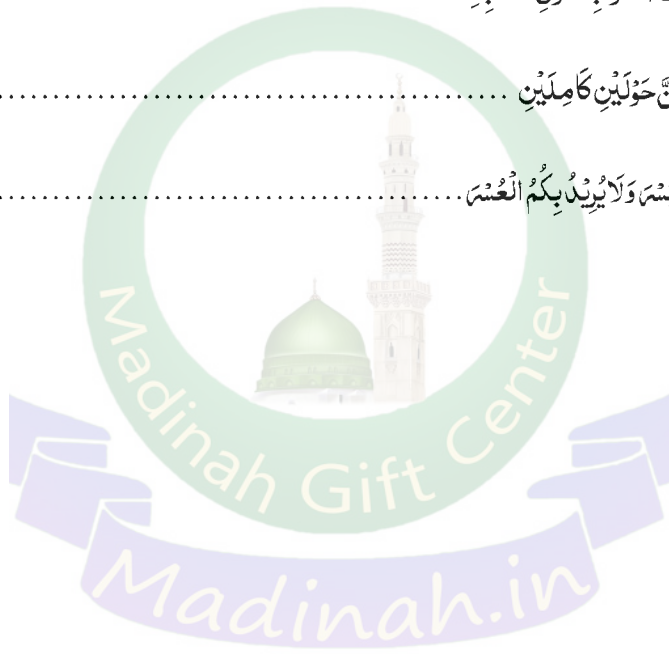 حَوْلَيْنِ كَامِلَيْنِ ................................................
وَلَا يُرِيْدُ بِكُمُ الْعُسْرَ ................................................
Madinah Gift Center
Madinah.in